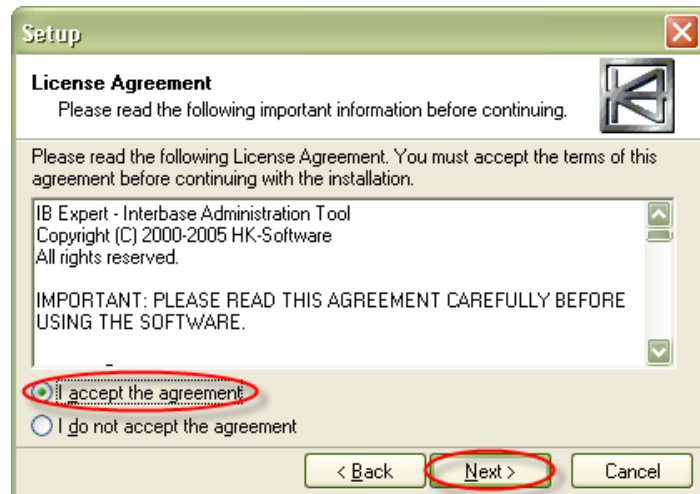 Setup
License Agreement
Please read the following important information before continuing.
Please read the following License Agreement. You must accept the terms of this
agreement before continuing with the installation.
IB Expert - Interbase Administration Tool
Copyright (C) 2000-2005 HK-Software
All rights reserved.
IMPORTANT: PLEASE READ THIS AGREEMENT CAREFULLY BEFORE
USING THE SOFTWARE.
I accept the agreement
I do not accept the agreement
< Back Next > Cancel